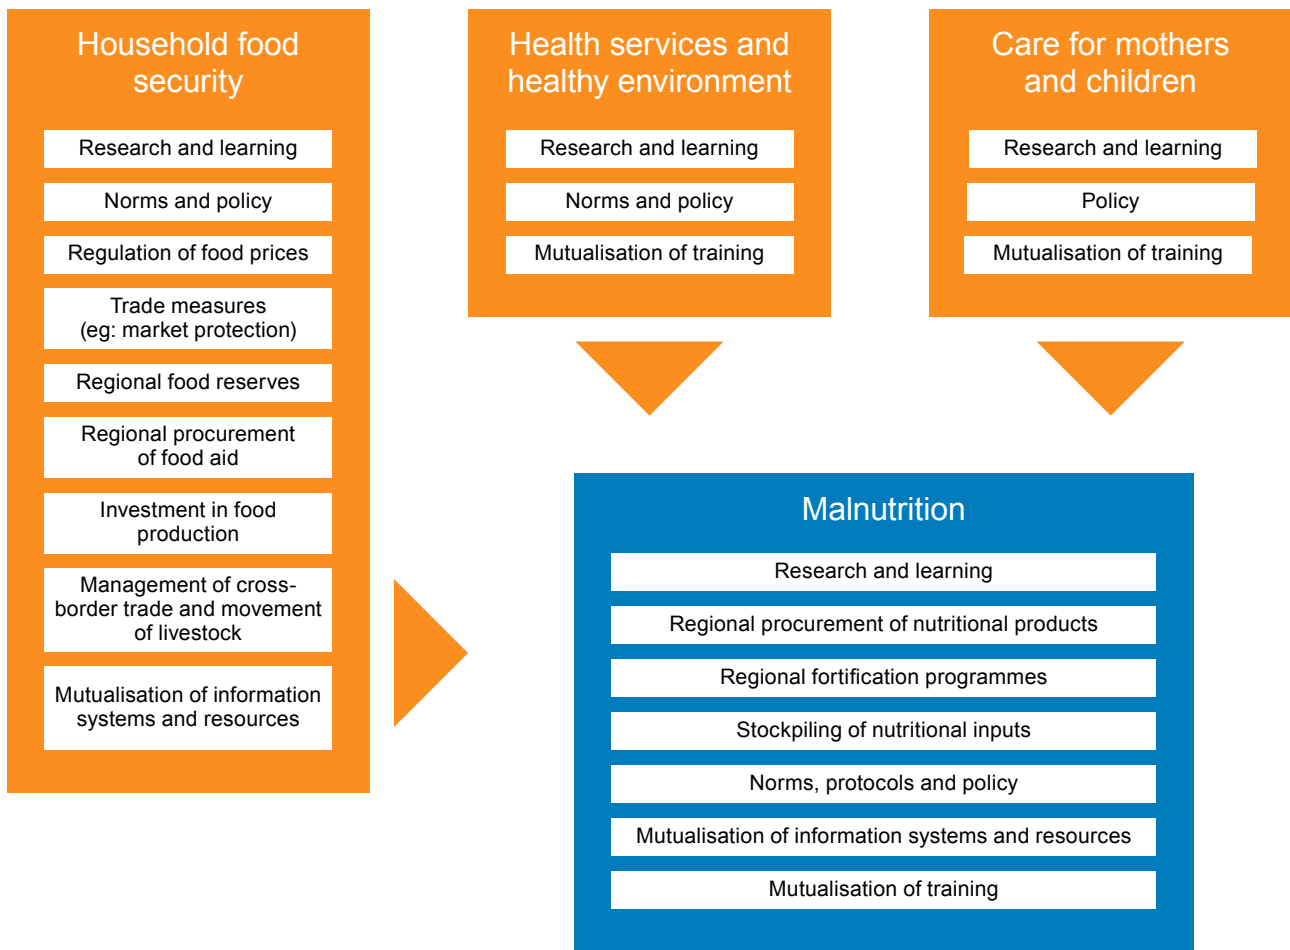 Household food
security
Research and learning
Norms and policy
Regulation of food prices
Trade measures
(eg: market protection)
Regional food reserves
Regional procurement
of food aid
Investment in food
production
Management of cross-
border trade and movement
of livestock
Mutualisation of information
systems and resources
Health services and
healthy environment
Research and learning
Norms and policy
Mutualisation of training
Care for mothers
and children
Research and learning
Policy
Mutualisation of training
Malnutrition
Research and learning
Regional procurement of nutritional products
Regional fortification programmes
Stockpiling of nutritional inputs
Norms, protocols and policy
Mutualisation of information systems and resources
Mutualisation of training